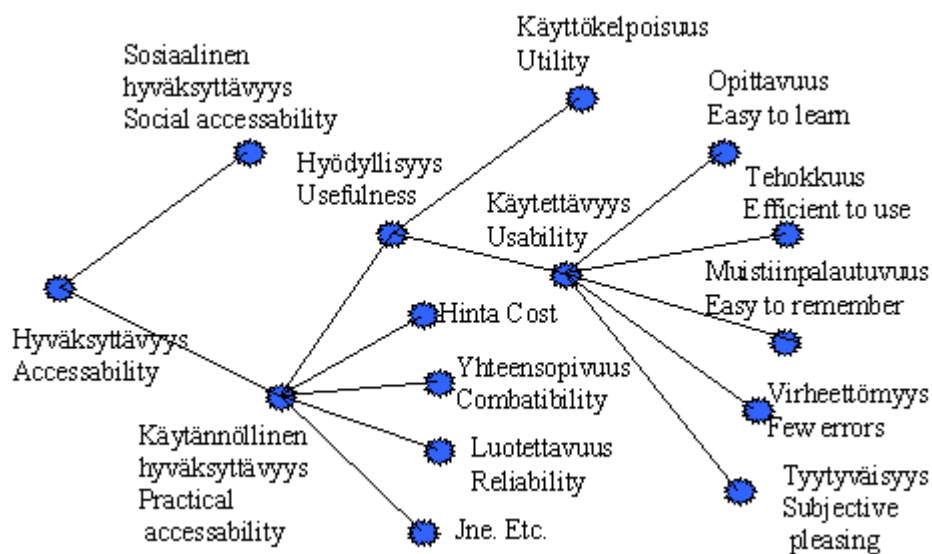 Sosiaalinen
hyväksyttävyys
Social accessability
Käyttökelpoisuus
Utility
Hyödyllisyys
Usefulness
Opittavuus
Easy to learn
Käytettävyys
Usability
Tehokkuus
Efficient to use
Muistiinpalautuvuus
Easy to remember
Hyväksyttävyys
Accessability
Hinta Cost
Yhteensopivuus
Combatibility
Virheettömyys
Few errors
Käytännöllinen
hyväksyttävyys
Practical
accessability
Luotettavuus
Reliability
Tyytyväisyys
Subjective
pleasing
Jne. Etc.